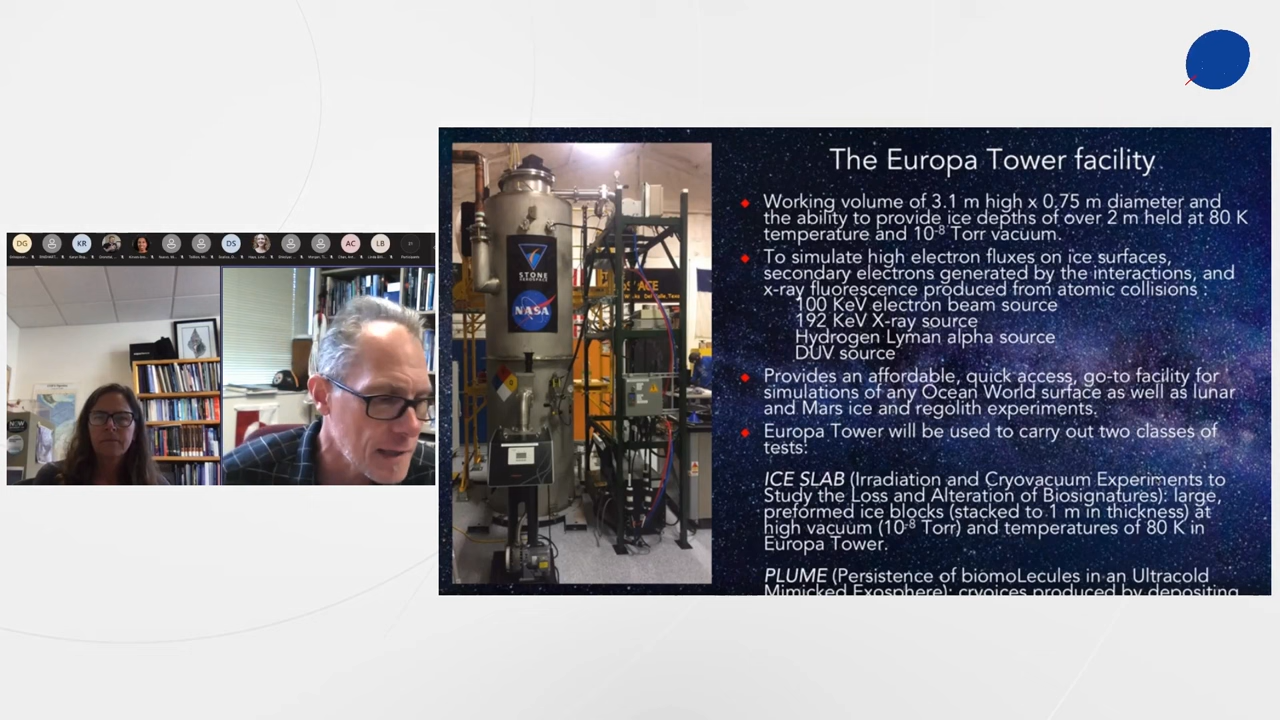 DG
KR
DS
AC
LB
Participants
STONE
AEROSPACE
NASA
The Europa Tower facility
Working volume of 3.1 m high x 0.75 m diameter and
the ability to provide ice depths of over 2 m held at 80 K
temperature and 10-8 Torr vacuum.
To simulate high electron fluxes on ice surfaces,
secondary electrons generated by the interactions, and
x-ray fluorescence produced from atomic collisions :
100 KeV electron beam source
192 KeV X-ray source
Hydrogen Lyman alpha source
DUV source
Provides an affordable, quick access, go-to facility for
simulations of any Ocean World surface as well as lunar
and Mars ice and regolith experiments.
Europa Tower will be used to carry out two classes of
tests:
ICE SLAB (Irradiation and Cryovacuum Experiments to
Study the Loss and Alteration of Biosignatures): large,
preformed ice blocks (stacked to 1 m in thickness) at
high vacuum (10-8 Torr) and temperatures of 80 K in
Europa Tower.
PLUME (Persistence of biomoLecules in an Ultracold
Mimicked Exosphere): cryoices produced by depositing